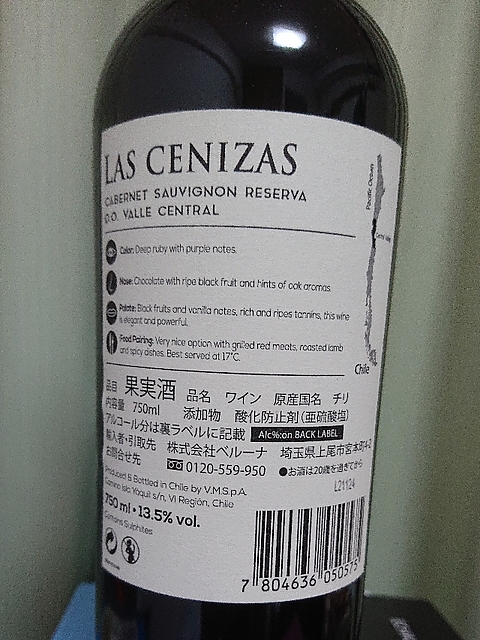 LAS CENIZAS
CABERNET SAUVIGNON RESERVA
D.O. VALLE CENTRAL
Color: Deep ruby with purple notes.
Nose: Chocolate with ripe black fruit and hints of oak aromas.
Palate: Black fruits and vanilla notes, rich and ripes tannins, this wine
is elegant and powerful.
Food Pairing: Very nice option with grilled red meats, roasted lamb
and spicy dishes. Best served at 17°C.
Pacific Ocean
Central Valley
Chile
品目 果実酒 品名 ワイン 原産国名 チリ
内容量 750ml 添加物 酸化防止剤(亜硫酸塩)
アルコール分は裏ラベルに記載 Alc%:on BACK LABEL
輸入者・引取先 株式会社ベルーナ 埼玉県上尾市宮本町4-2
お問合せ先 0120-559-950 ●お酒は20歳を過ぎてから
Produced & Bottled in Chile by V.M.S.p.A.
Camino Isla Yáquil s/n, VI Región, Chile
L21124
750 ml • 13.5% vol.
Contains Sulphites
7 804636 050575